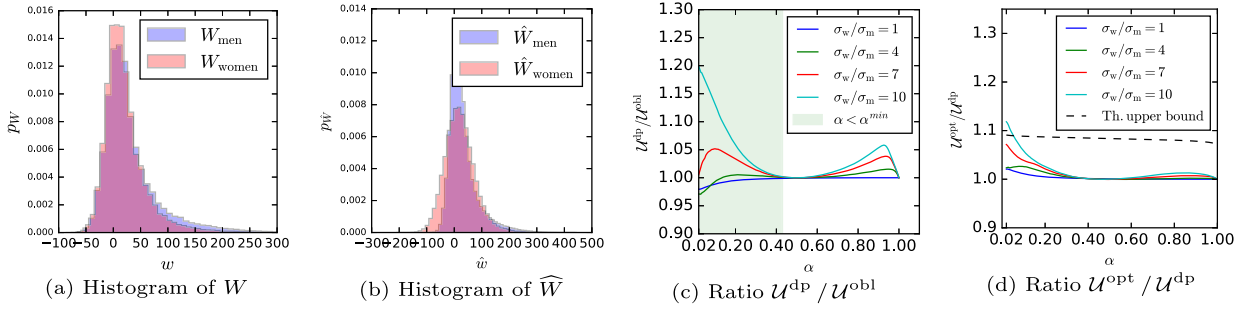 0.016
0.014
0.012
0.010
0.008
0.006
0.004
0.002
0.000
p_W
W_men
W_women
−100 −50 0 50 100 150 200 250 300
w
(a) Histogram of W
0.014
0.012
0.010
0.008
0.006
0.004
0.002
0.000
p_Ŵ
Ŵ_men
Ŵ_women
−300 −200 −100 0 100 200 300 400 500
ŵ
(b) Histogram of Ŵ
1.30
1.25
1.20
1.15
1.10
1.05
1.00
0.95
0.90
𝒰^dp/𝒰^obl
σ_w/σ_m = 1
σ_w/σ_m = 4
σ_w/σ_m = 7
σ_w/σ_m = 10
α < α^min
0.02 0.20 0.40 0.60 0.80 1.00
α
(c) Ratio 𝒰^dp / 𝒰^obl
1.3
1.2
1.1
1.0
0.9
𝒰^opt/𝒰^dp
σ_w/σ_m = 1
σ_w/σ_m = 4
σ_w/σ_m = 7
σ_w/σ_m = 10
Th. upper bound
0.02 0.20 0.40 0.60 0.80 1.00
α
(d) Ratio 𝒰^opt / 𝒰^dp